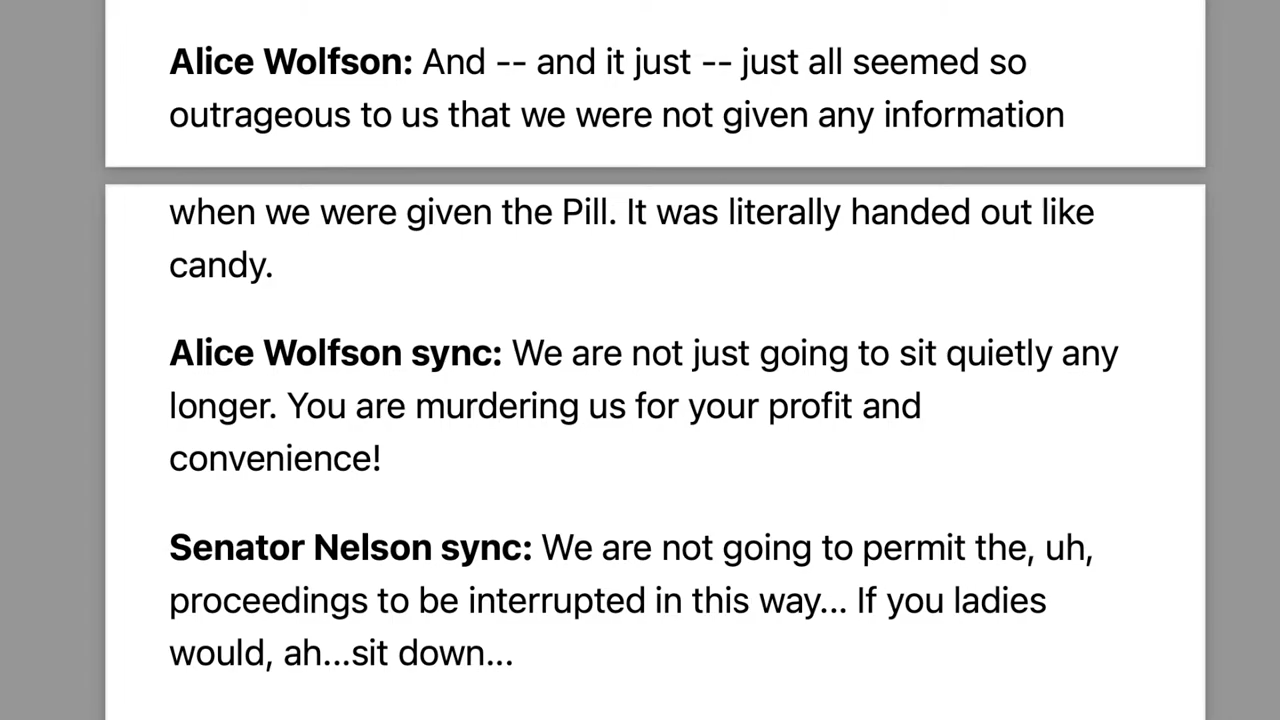 Alice Wolfson: And -- and it just -- just all seemed so
outrageous to us that we were not given any information
when we were given the Pill. It was literally handed out like
candy.
Alice Wolfson sync: We are not just going to sit quietly any
longer. You are murdering us for your profit and
convenience!
Senator Nelson sync: We are not going to permit the, uh,
proceedings to be interrupted in this way... If you ladies
would, ah...sit down...